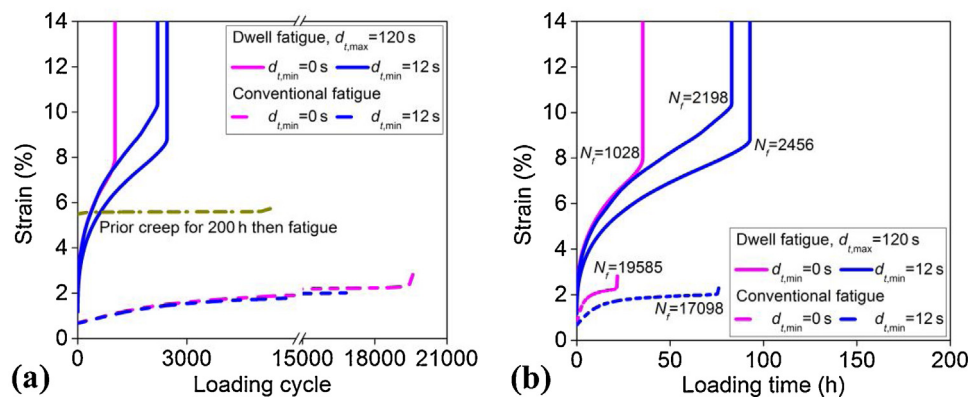 14
12
10
8
6
4
2
0
Strain (%)
Dwell fatigue, d_t,max=120 s
d_t,min=0 s d_t,min=12 s
Conventional fatigue
d_t,min=0 s d_t,min=12 s
Prior creep for 200 h then fatigue
0 3000 15000 18000 21000
Loading cycle
(a)
14
12
10
8
6
4
2
0
Strain (%)
N_f=2198
N_f=1028
N_f=2456
N_f=19585
N_f=17098
Dwell fatigue, d_t,max=120 s
d_t,min=0 s d_t,min=12 s
Conventional fatigue
d_t,min=0 s d_t,min=12 s
0 50 100 150 200
Loading time (h)
(b)